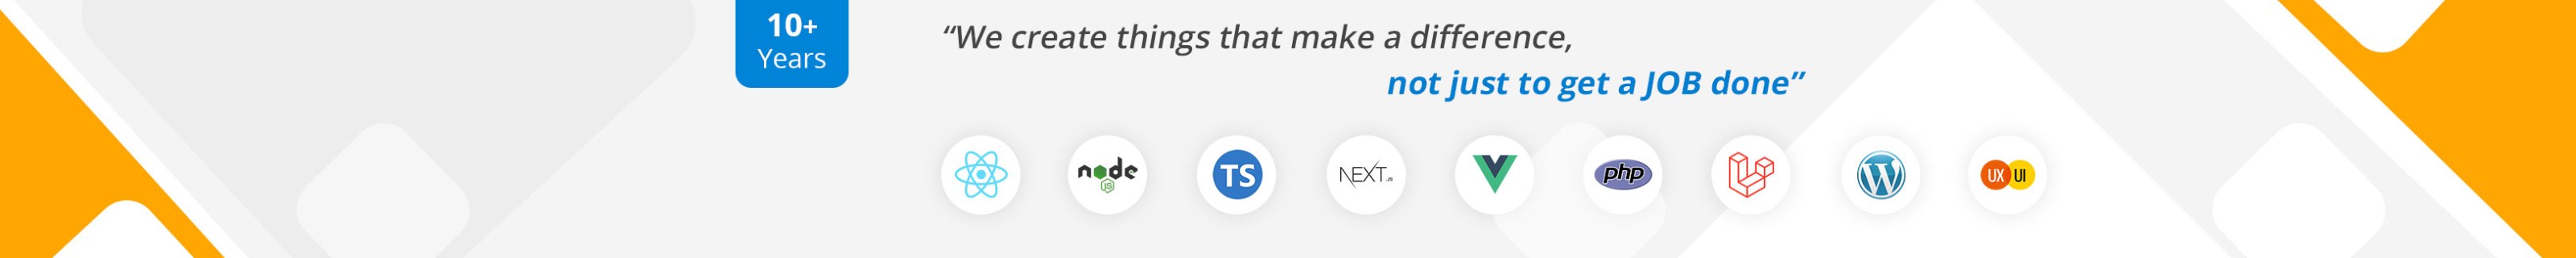 10+
Years
“We create things that make a difference,
not just to get a JOB done”
node
JS
TS
NEXT.JS
php
W
UX UI